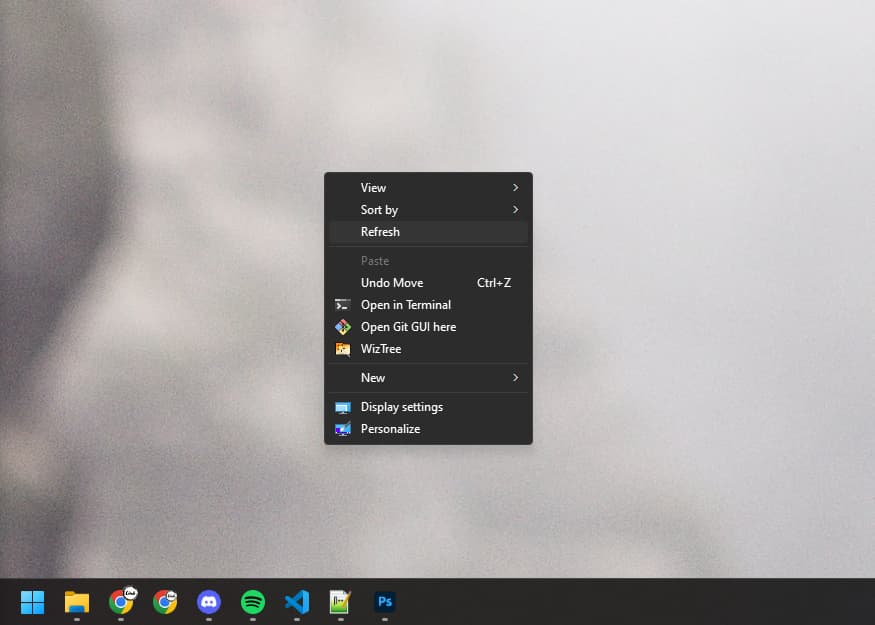 View
Sort by
Refresh
Paste
Undo Move Ctrl+Z
Open in Terminal
Open Git GUI here
WizTree
New
Display settings
Personalize
Ps